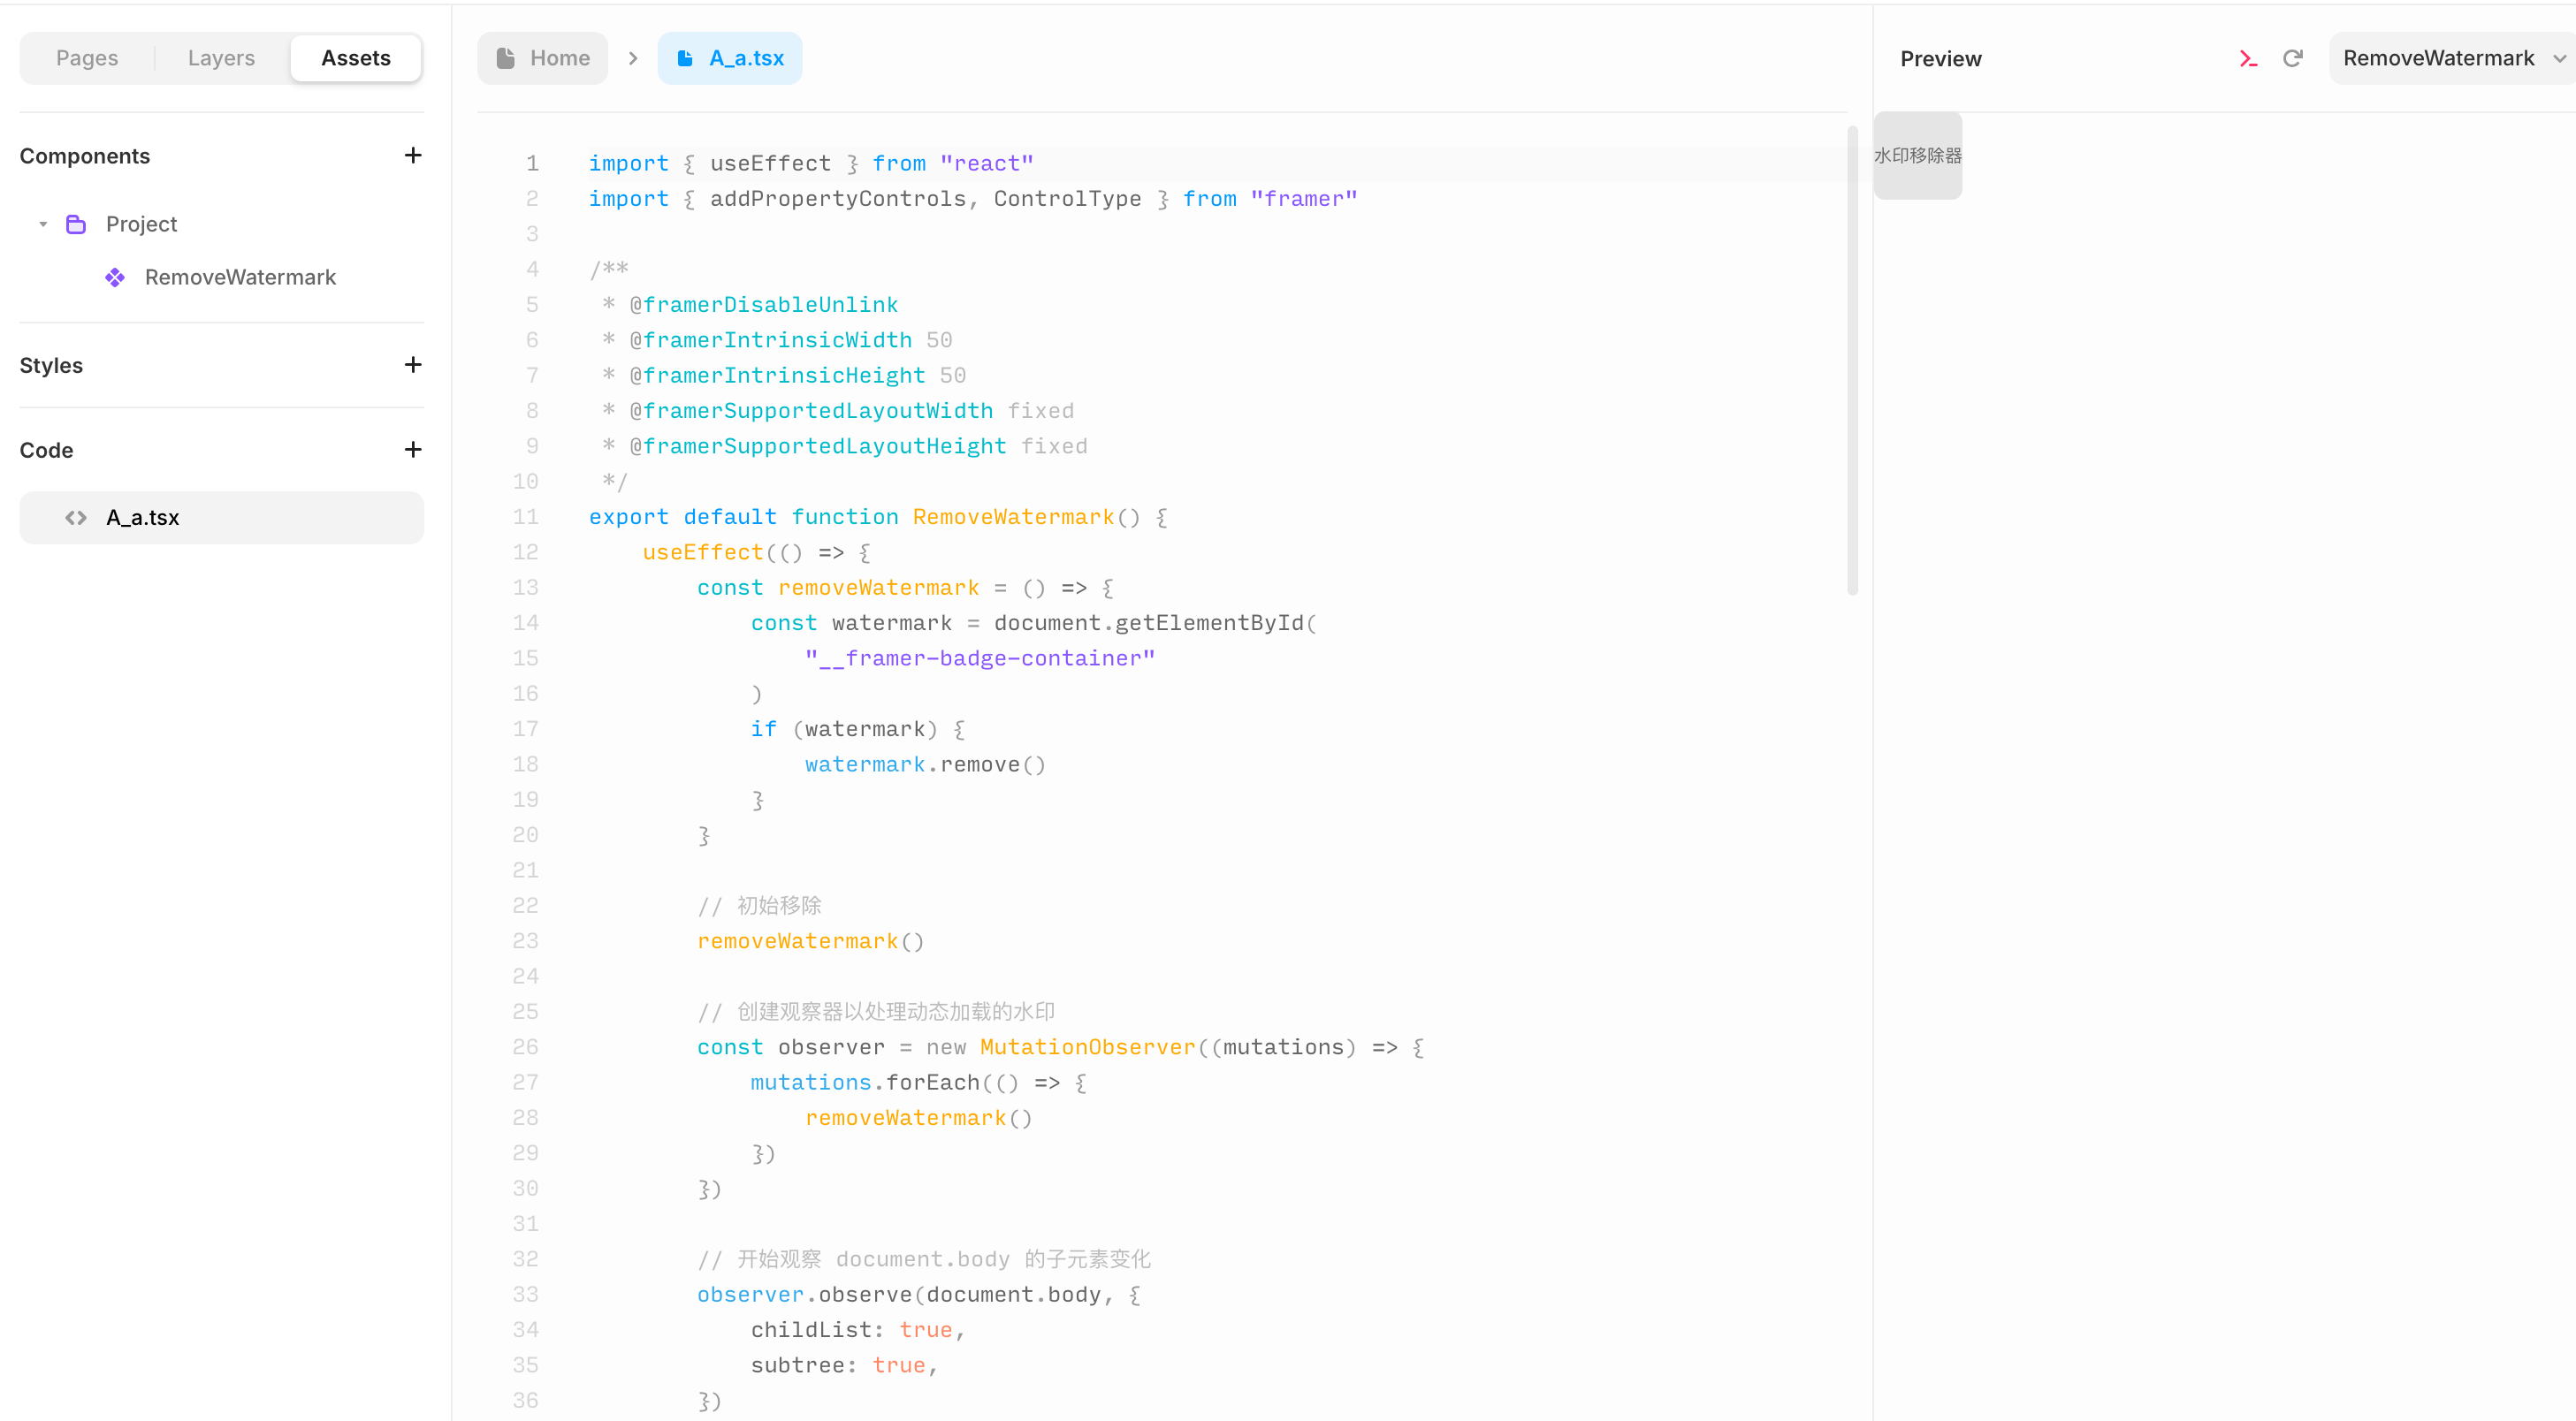 Pages
Layers
Assets
Components
Project
RemoveWatermark
Styles
Code
A_a.tsx
Home
A_a.tsx
1 import { useEffect } from "react"
2 import { addPropertyControls, ControlType } from "framer"
3
4 /**
5 * @framerDisableUnlink
6 * @framerIntrinsicWidth 50
7 * @framerIntrinsicHeight 50
8 * @framerSupportedLayoutWidth fixed
9 * @framerSupportedLayoutHeight fixed
10 */
11 export default function RemoveWatermark() {
12 useEffect(() => {
13 const removeWatermark = () => {
14 const watermark = document.getElementById(
15 "__framer-badge-container"
16 )
17 if (watermark) {
18 watermark.remove()
19 }
20 }
21
22 // 初始移除
23 removeWatermark()
24
25 // 创建观察器以处理动态加载的水印
26 const observer = new MutationObserver((mutations) => {
27 mutations.forEach(() => {
28 removeWatermark()
29 })
30 })
31
32 // 开始观察 document.body 的子元素变化
33 observer.observe(document.body, {
34 childList: true,
35 subtree: true,
36 })
Preview
RemoveWatermark
水印移除器